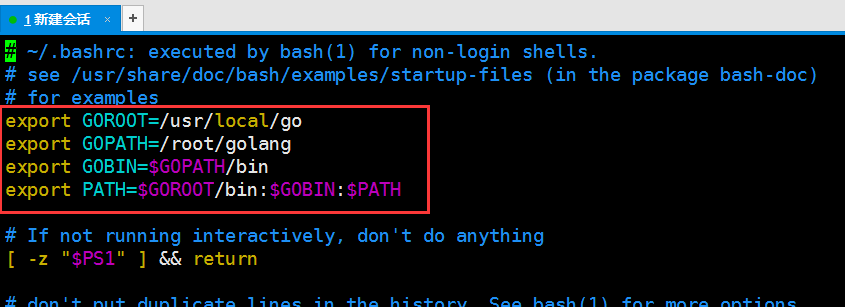 1 新建会话 × +
# ~/.bashrc: executed by bash(1) for non-login shells.
# see /usr/share/doc/bash/examples/startup-files (in the package bash-doc)
# for examples
export GOROOT=/usr/local/go
export GOPATH=/root/golang
export GOBIN=$GOPATH/bin
export PATH=$GOROOT/bin:$GOBIN:$PATH
# If not running interactively, don't do anything
[ -z "$PS1" ] && return
# don't put duplicate lines in the history. See bash(1) for more options